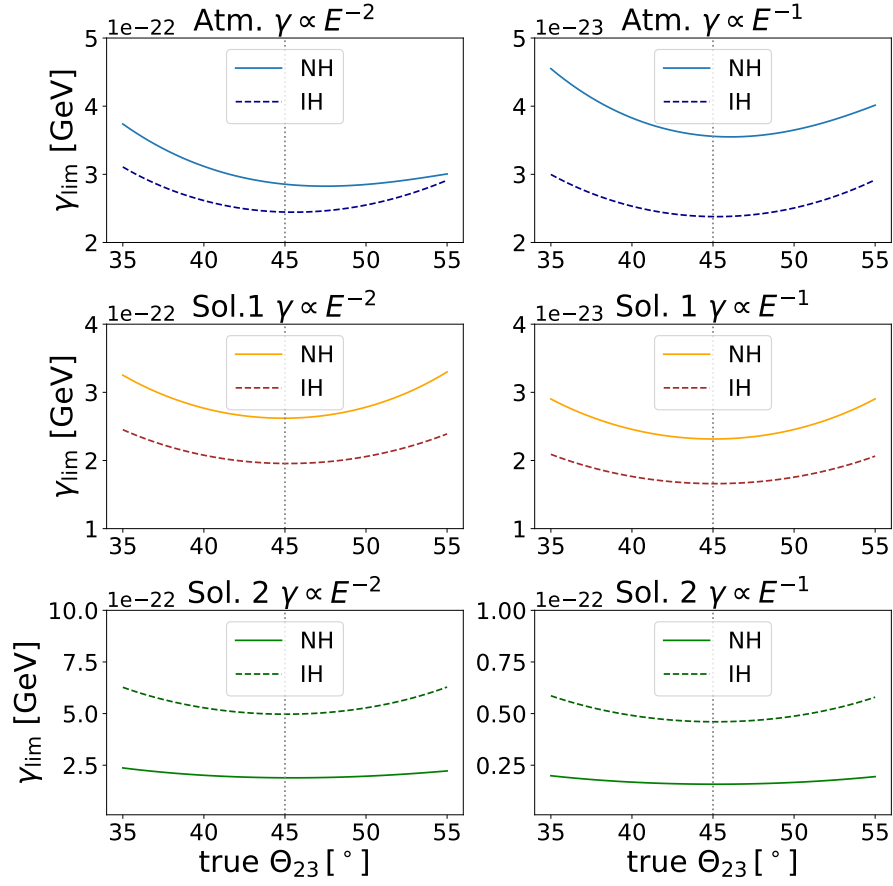 1e−22 Atm. γ ∝ E⁻²
γlim [GeV]
5
4
3
2
NH
IH
35 40 45 50 55
1e−23 Atm. γ ∝ E⁻¹
5
4
3
2
NH
IH
35 40 45 50 55
1e−22 Sol.1 γ ∝ E⁻²
γlim [GeV]
4
3
2
1
NH
IH
35 40 45 50 55
1e−23 Sol. 1 γ ∝ E⁻¹
4
3
2
1
NH
IH
35 40 45 50 55
1e−22 Sol. 2 γ ∝ E⁻²
γlim [GeV]
10.0
7.5
5.0
2.5
NH
IH
35 40 45 50 55
true Θ₂₃ [°]
1e−22 Sol. 2 γ ∝ E⁻¹
1.00
0.75
0.50
0.25
NH
IH
35 40 45 50 55
true Θ₂₃ [°]